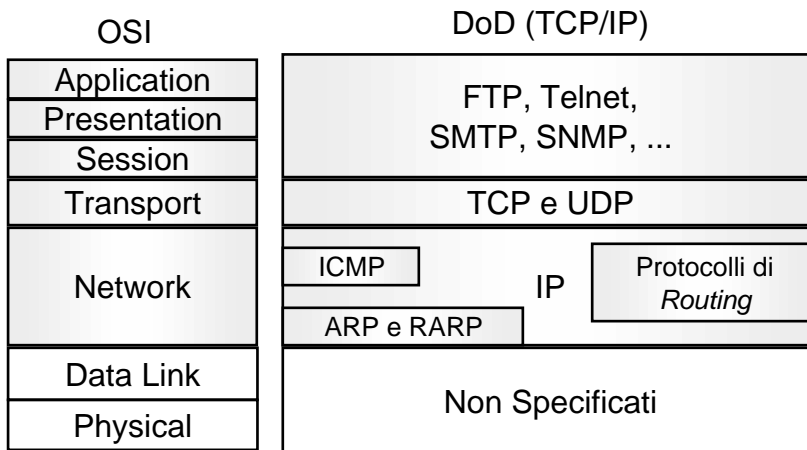 OSI
DoD (TCP/IP)
Application
Presentation
Session
Transport
Network
Data Link
Physical
FTP, Telnet,
SMTP, SNMP, ...
TCP e UDP
ICMP
IP
Protocolli di
Routing
ARP e RARP
Non Specificati